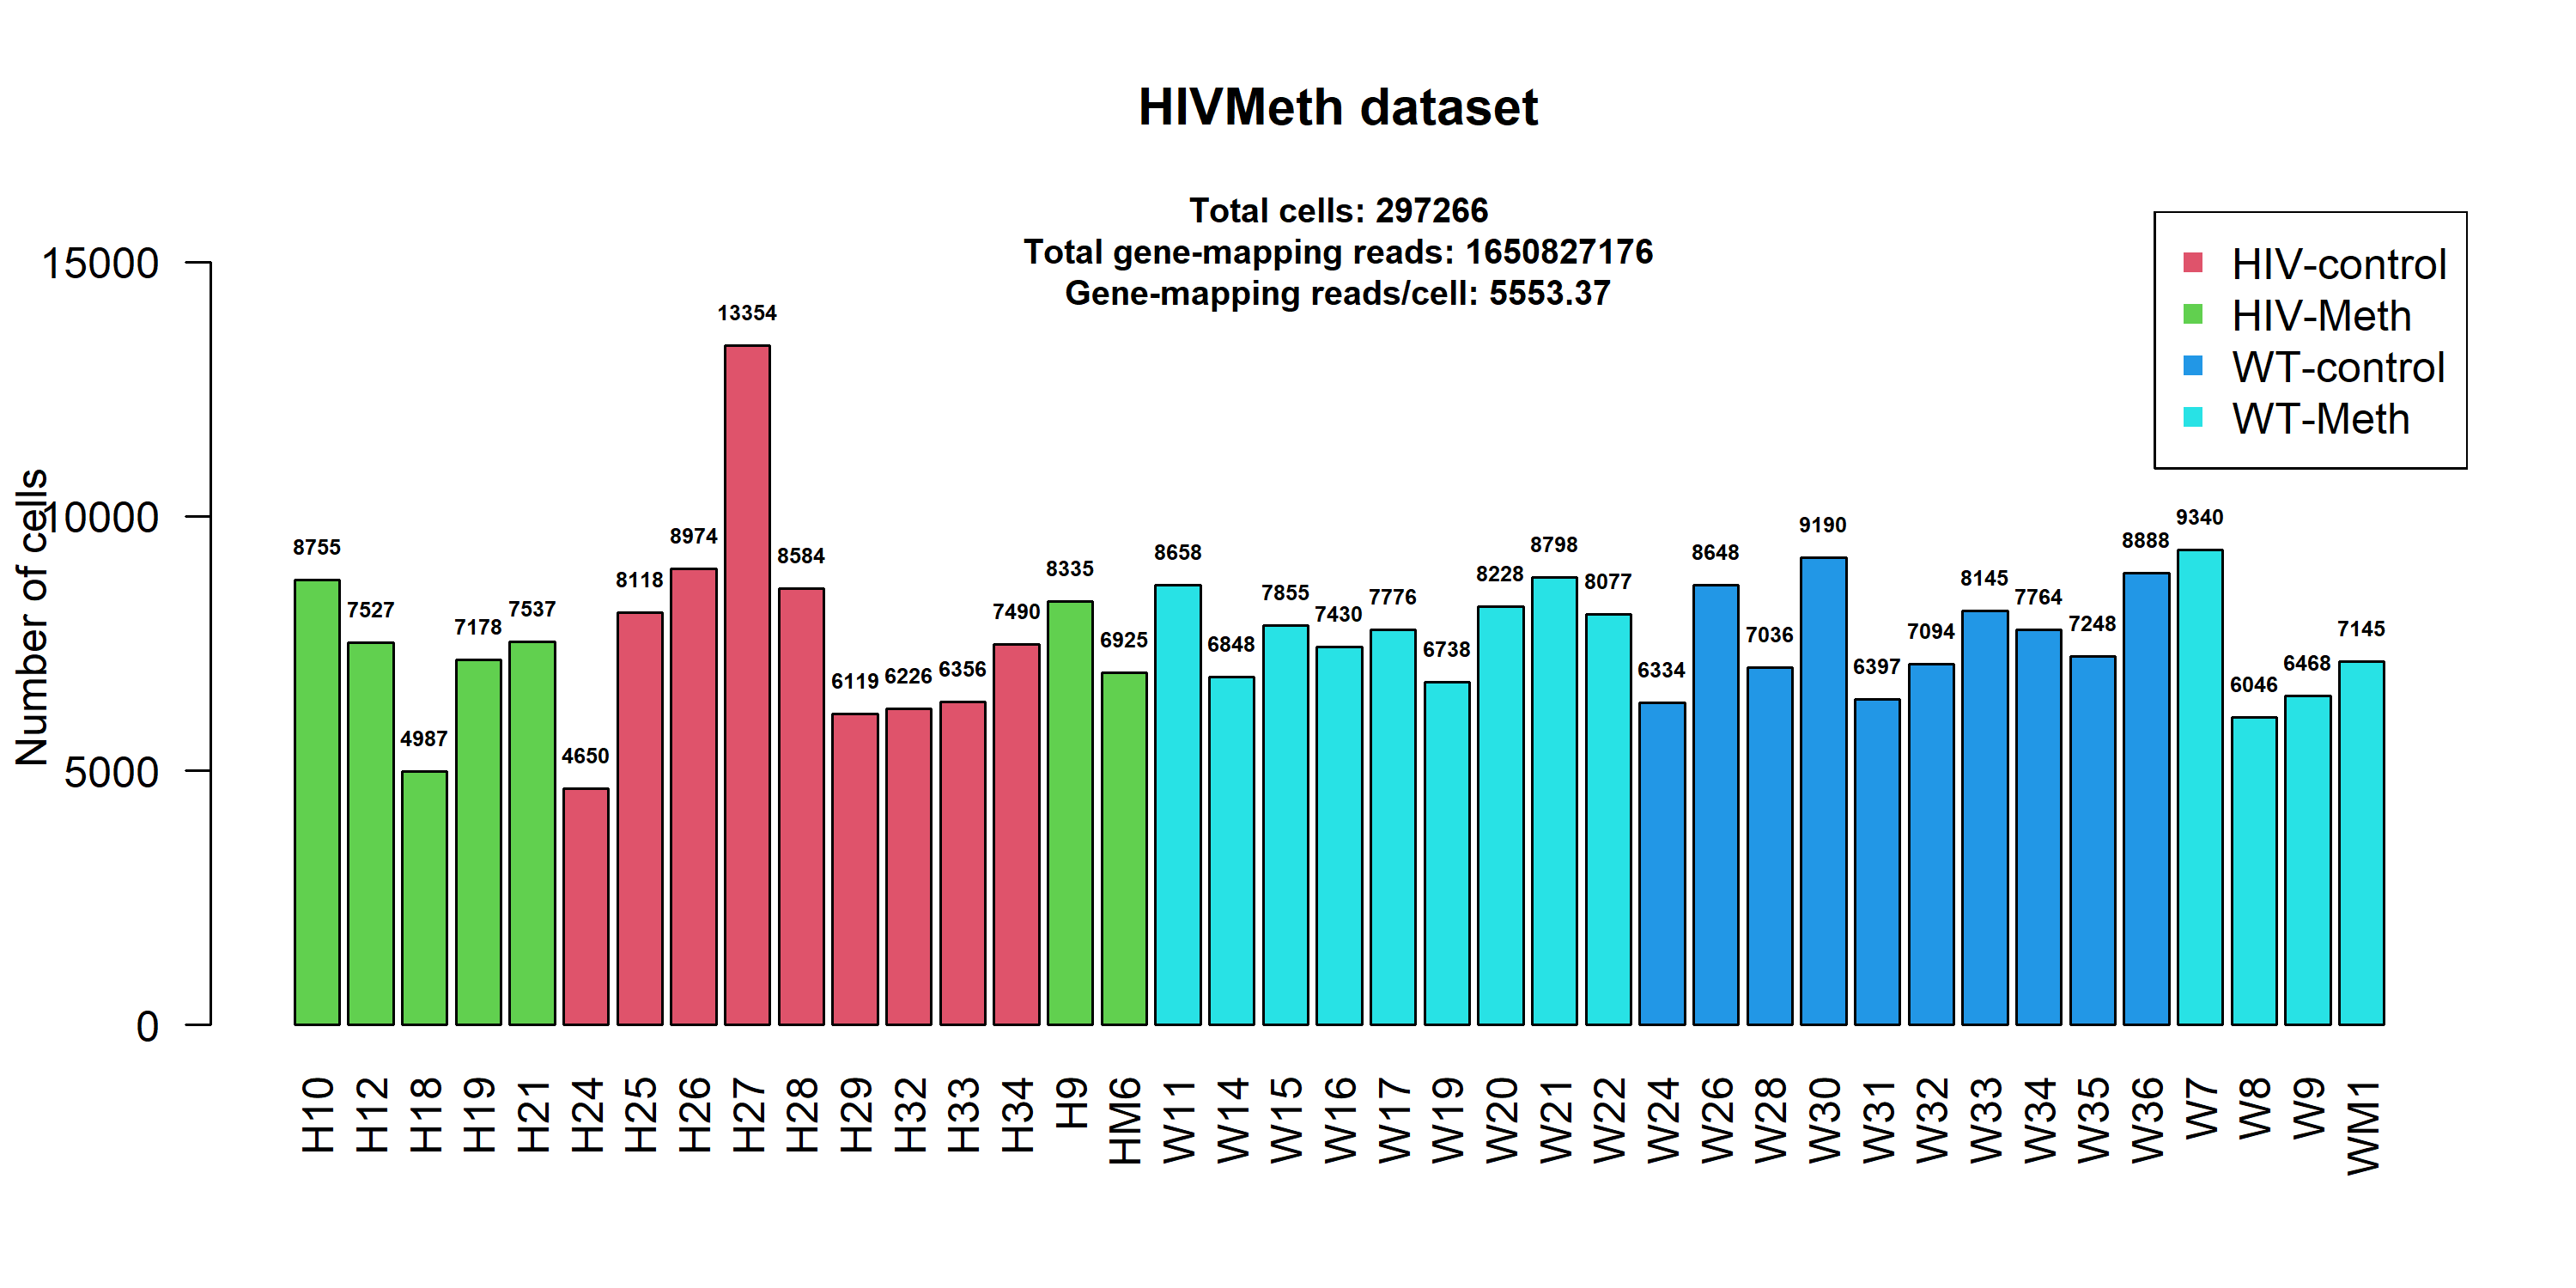 HIVMeth dataset
Total cells: 297266
Total gene-mapping reads: 1650827176
Gene-mapping reads/cell: 5553.37
HIV-control
HIV-Meth
WT-control
WT-Meth
Number of cells
15000
10000
5000
0
8755
7527
4987
7178
7537
4650
8118
8974
13354
8584
6119
6226
6356
7490
8335
6925
8658
6848
7855
7430
7776
6738
8228
8798
8077
6334
8648
7036
9190
6397
7094
8145
7764
7248
8888
9340
6046
6468
7145
H10
H12
H18
H19
H21
H24
H25
H26
H27
H28
H29
H32
H33
H34
H9
HM6
W11
W14
W15
W16
W17
W19
W20
W21
W22
W24
W26
W28
W30
W31
W32
W33
W34
W35
W36
W7
W8
W9
WM1